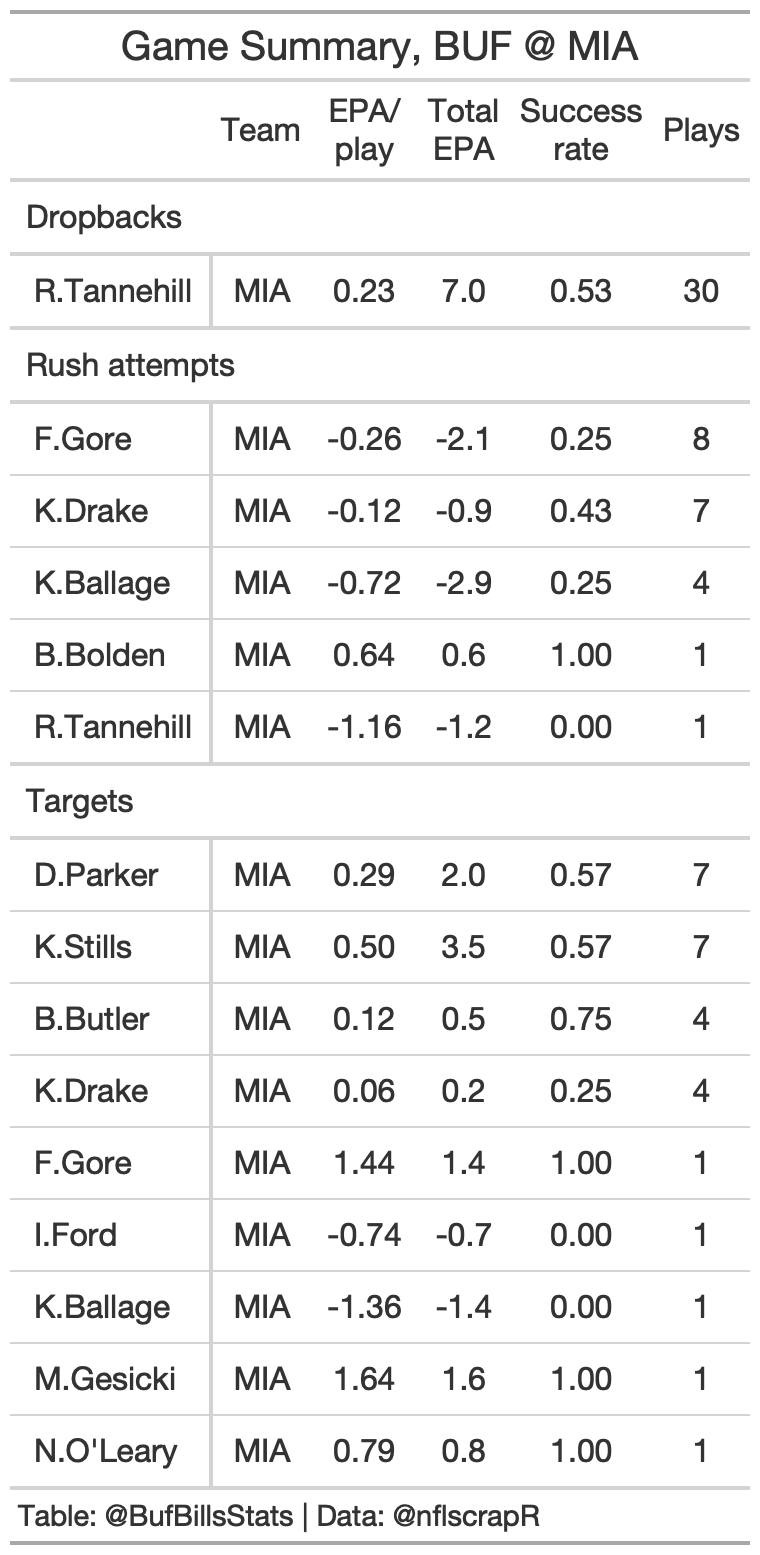 Game Summary, BUF @ MIA
Team EPA/ play Total EPA Success rate Plays
Dropbacks
R.Tannehill MIA 0.23 7.0 0.53 30
Rush attempts
F.Gore MIA -0.26 -2.1 0.25 8
K.Drake MIA -0.12 -0.9 0.43 7
K.Ballage MIA -0.72 -2.9 0.25 4
B.Bolden MIA 0.64 0.6 1.00 1
R.Tannehill MIA -1.16 -1.2 0.00 1
Targets
D.Parker MIA 0.29 2.0 0.57 7
K.Stills MIA 0.50 3.5 0.57 7
B.Butler MIA 0.12 0.5 0.75 4
K.Drake MIA 0.06 0.2 0.25 4
F.Gore MIA 1.44 1.4 1.00 1
I.Ford MIA -0.74 -0.7 0.00 1
K.Ballage MIA -1.36 -1.4 0.00 1
M.Gesicki MIA 1.64 1.6 1.00 1
N.O'Leary MIA 0.79 0.8 1.00 1
Table: @BufBillsStats | Data: @nflscrapR